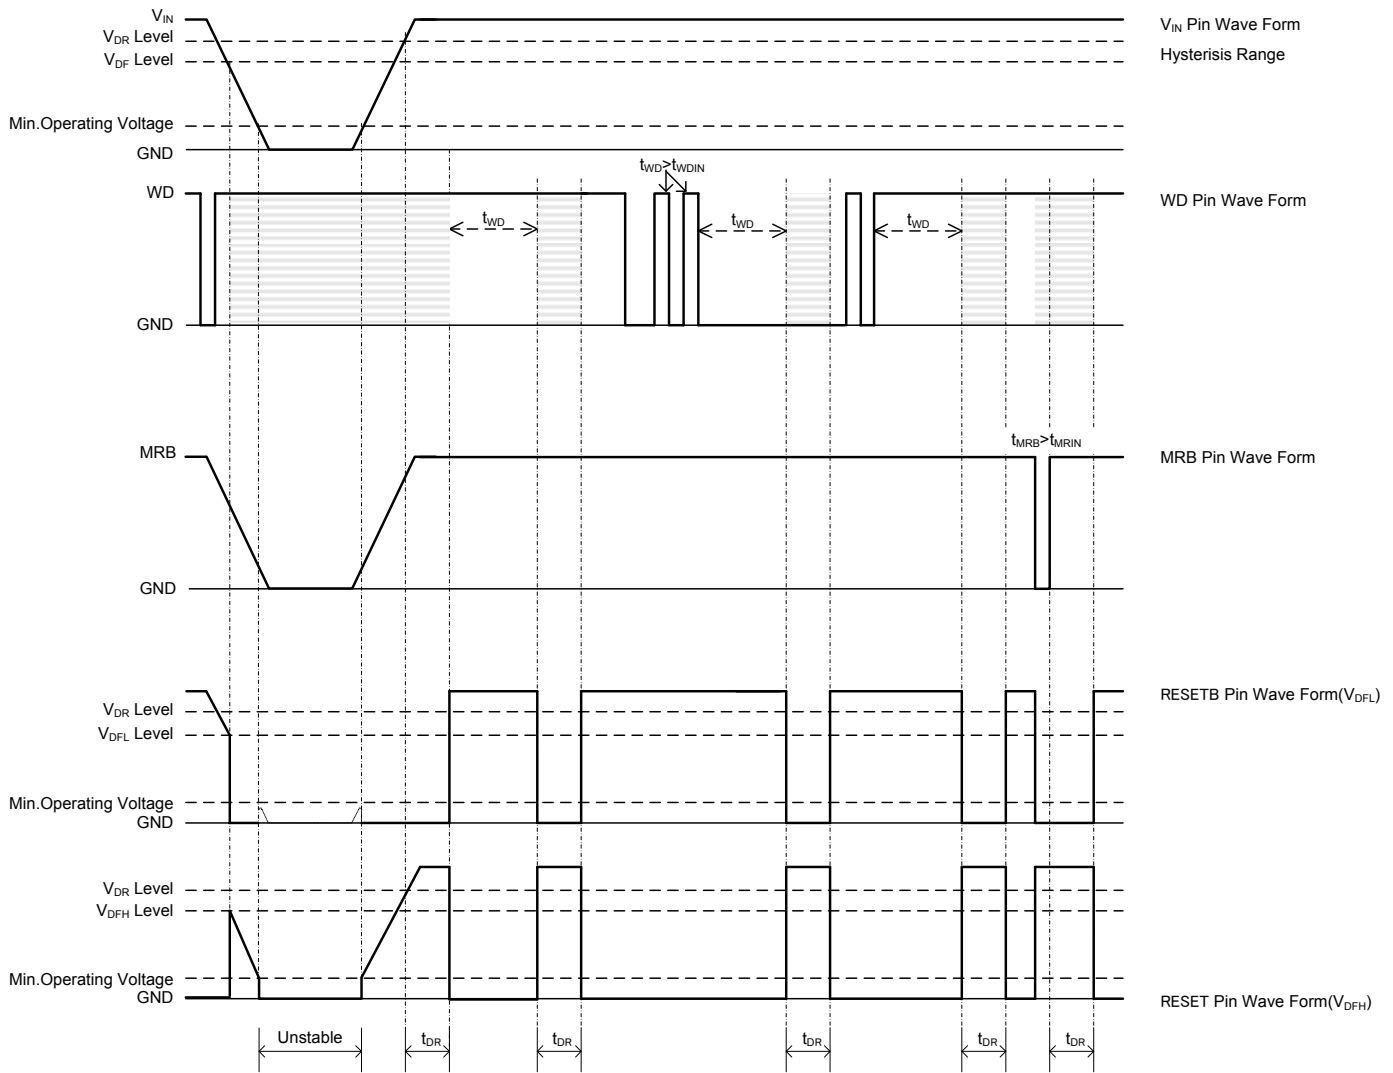 VIN
VDR Level
VDF Level
Min.Operating Voltage
GND
VIN Pin Wave Form
Hysterisis Range
WD
tWD>tWDIN
tWD
tWD
tWD
GND
WD Pin Wave Form
MRB
tMRB>tMRIN
GND
MRB Pin Wave Form
VDR Level
VDFL Level
Min.Operating Voltage
GND
RESETB Pin Wave Form(VDFL)
VDR Level
VDFH Level
Min.Operating Voltage
GND
RESET Pin Wave Form(VDFH)
Unstable
tDR
tDR
tDR
tDR
tDR